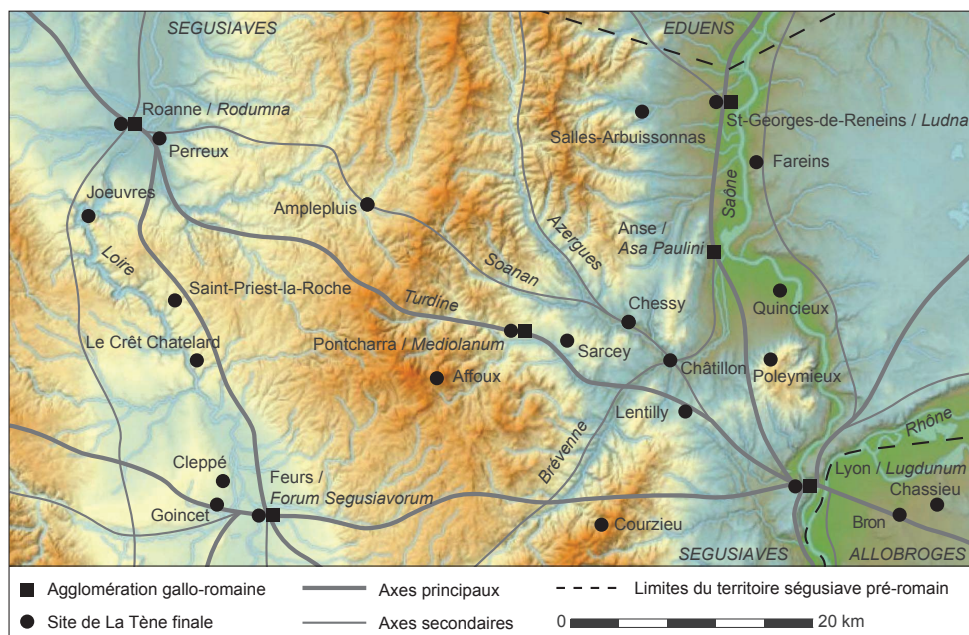 SEGUSIAVES
EDUENS
Roanne / Rodumna
Perreux
Salles-Arbuissonnas
St-Georges-de-Reneins / Ludna
Fareins
Joeuvres
Amplepluis
Saône
Azergues
Anse /
Asa Paulini
Loire
Soanan
Saint-Priest-la-Roche
Turdine
Chessy
Quincieux
Le Crêt Chatelard
Pontcharra / Mediolanum
Sarcey
Châtillon
Poleymieux
Affoux
Lentilly
Rhône
Brévenne
Cleppé
Feurs /
Forum Segusiavorum
Lyon / Lugdunum
Goincet
Chassieu
Courzieu
Bron
SEGUSIAVES
ALLOBROGES
Agglomération gallo-romaine
Axes principaux
Limites du territoire ségusiave pré-romain
Site de La Tène finale
Axes secondaires
0
20 km